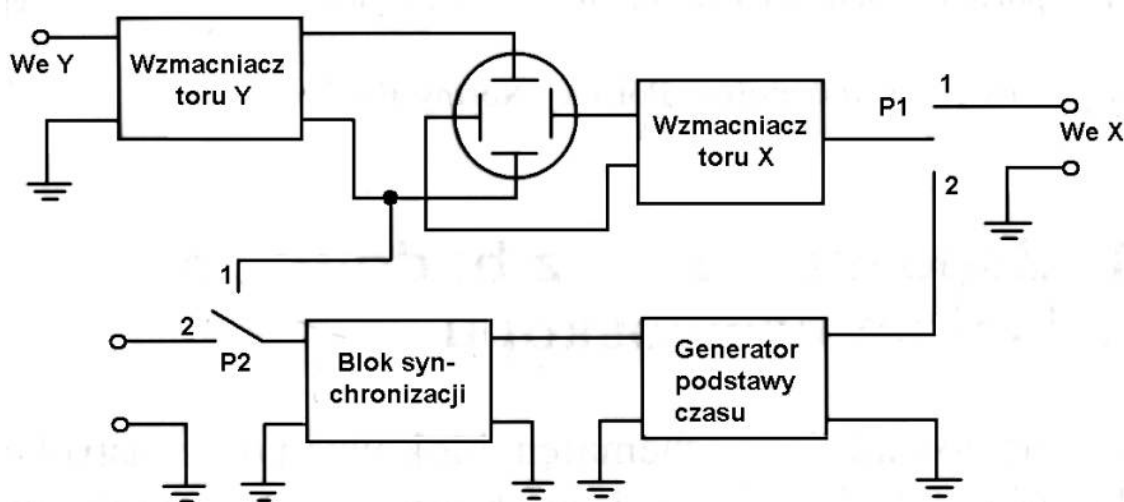 We Y
Wzmacniacz
toru Y
Wzmacniacz
toru X
P1
1
We X
2
1
2
P2
Blok syn-
chronizacji
Generator
podstawy
czasu